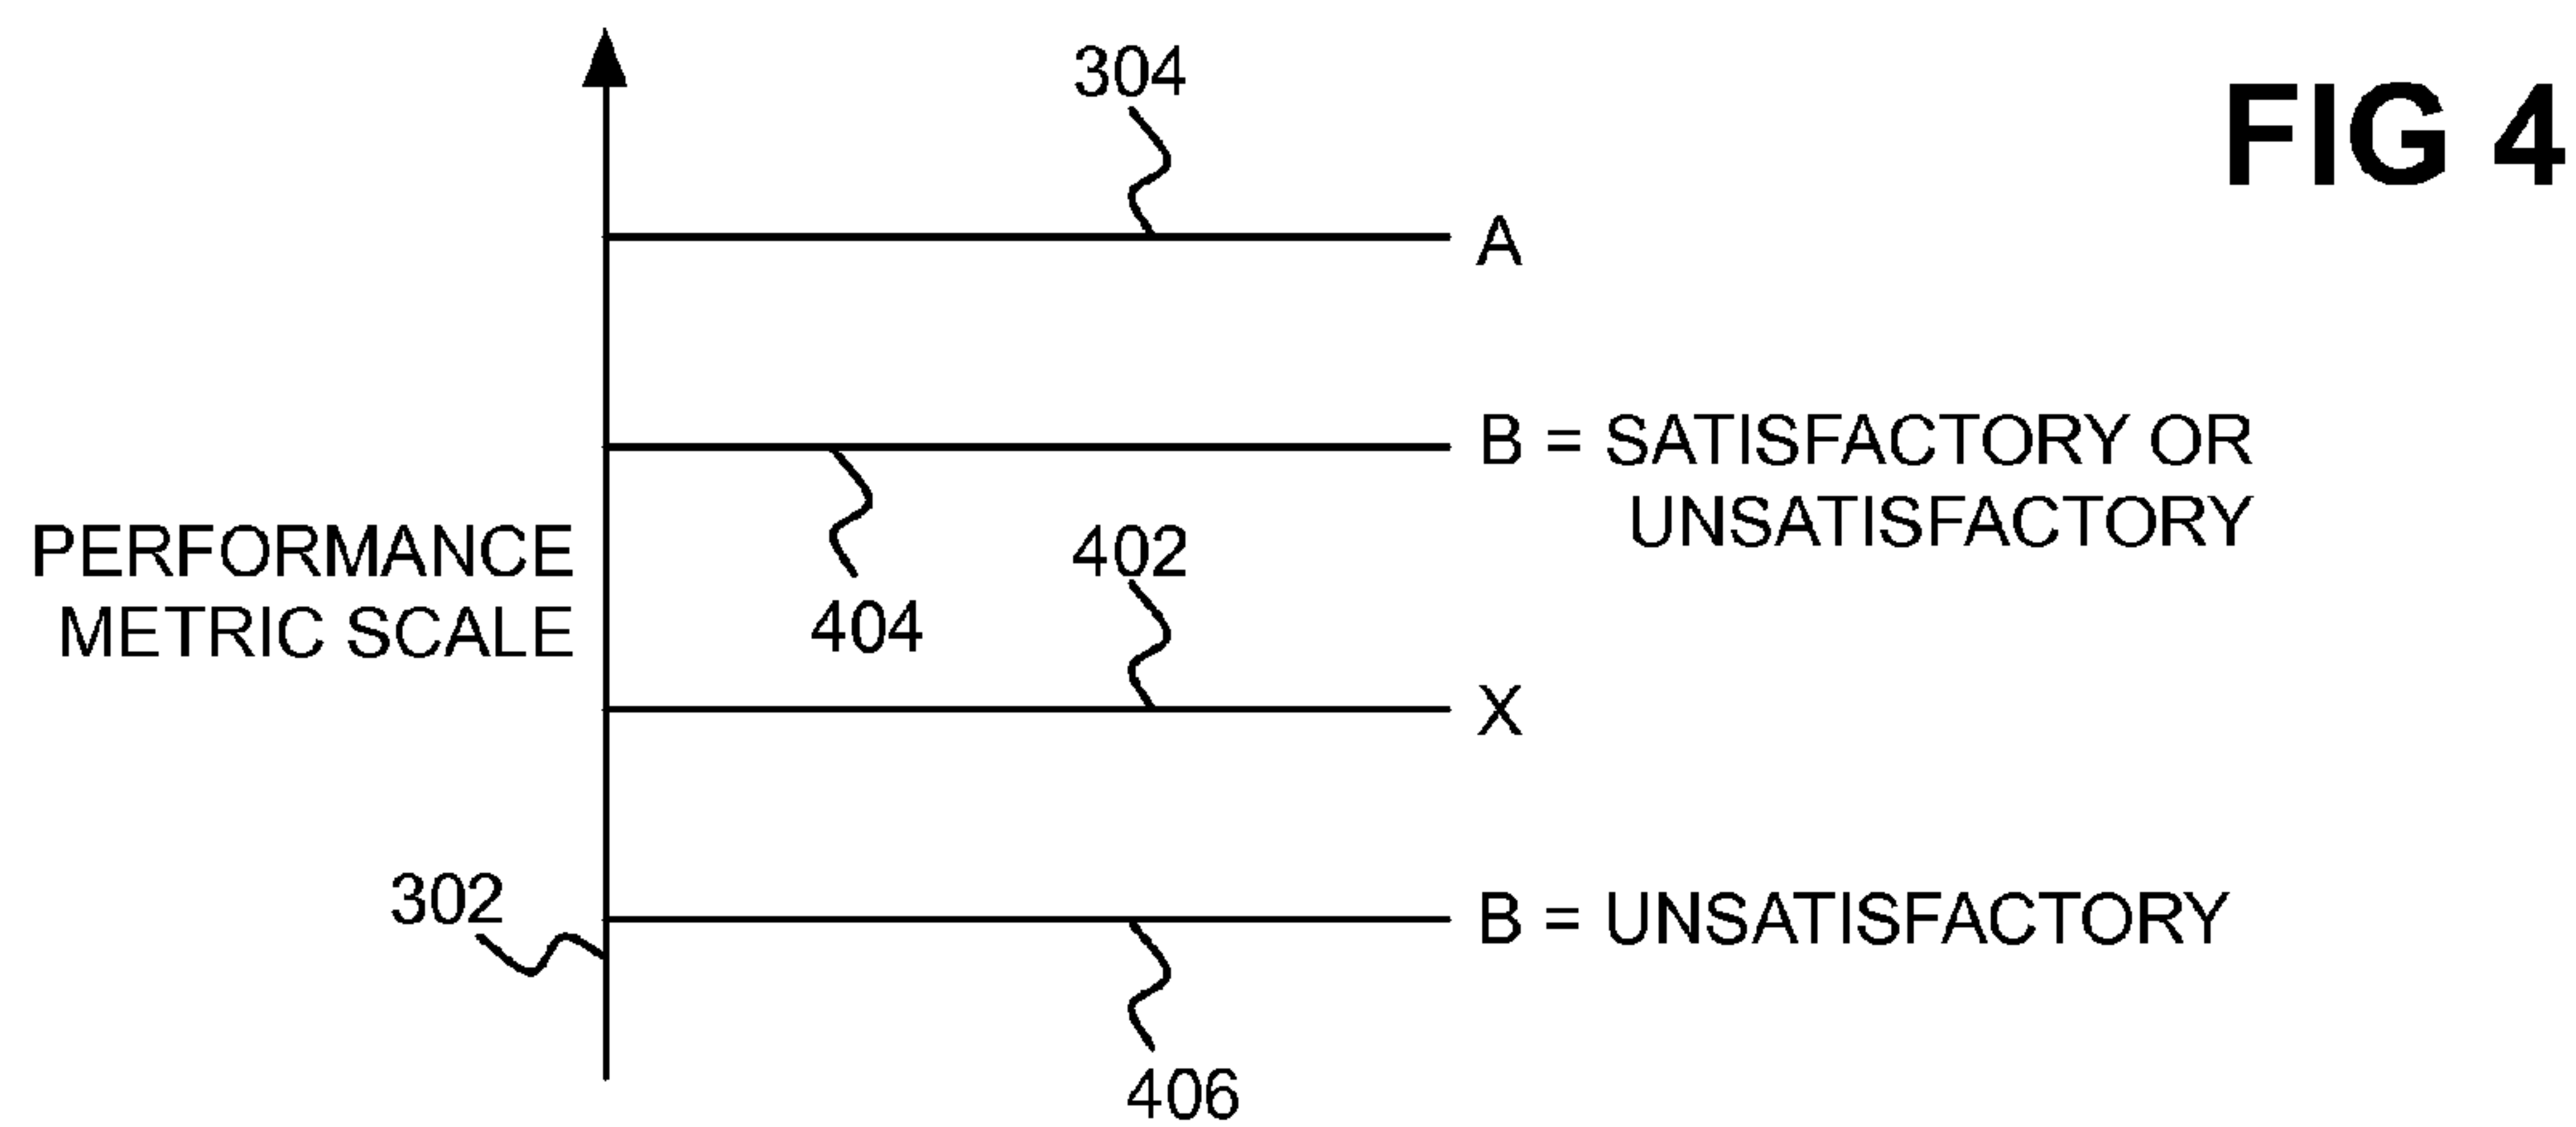 FIG 4
304
A
B = SATISFACTORY OR
UNSATISFACTORY
PERFORMANCE
METRIC SCALE
404
402
X
302
B = UNSATISFACTORY
406